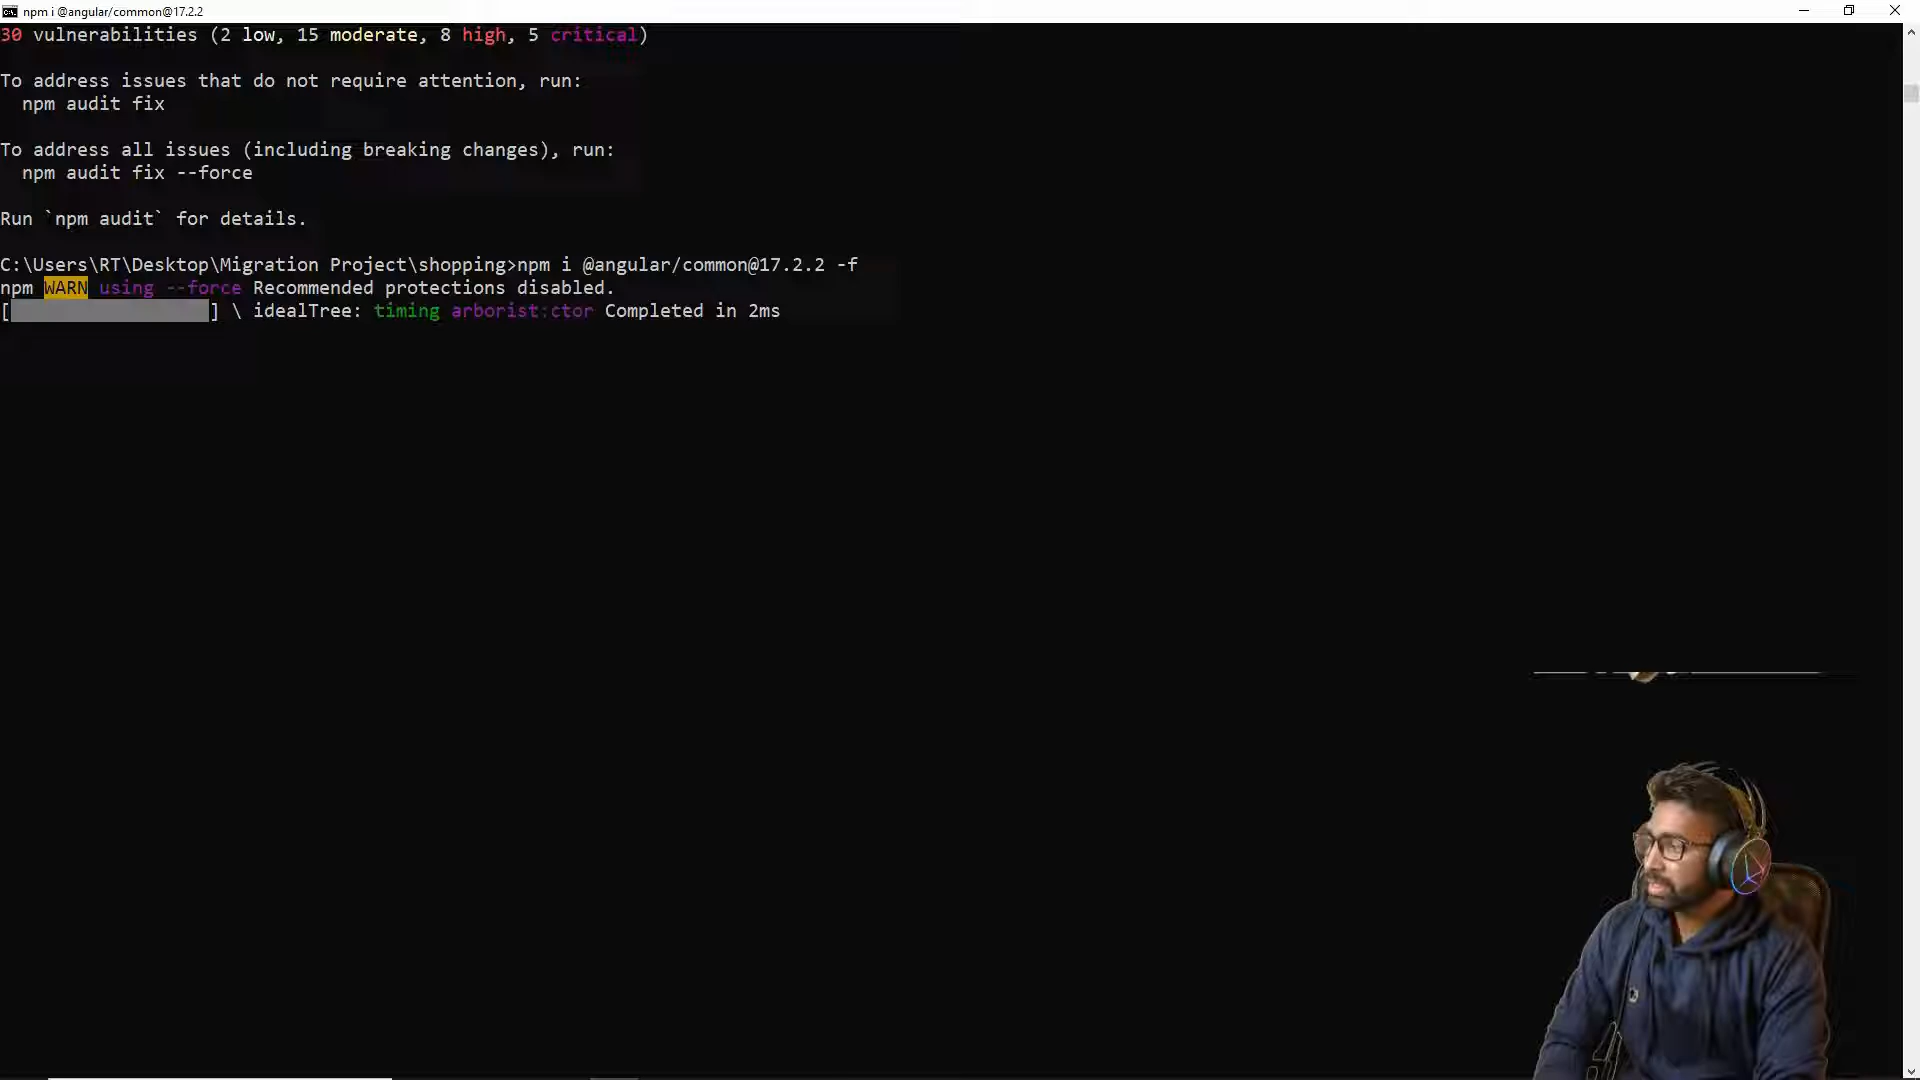 npm i @angular/common@17.2.2
30 vulnerabilities (2 low, 15 moderate, 8 high, 5 critical)
To address issues that do not require attention, run:
npm audit fix
To address all issues (including breaking changes), run:
npm audit fix --force
Run `npm audit` for details.
C:\Users\RT\Desktop\Migration Project\shopping>npm i @angular/common@17.2.2 -f
npm WARN using --force Recommended protections disabled.
[                  ] \ idealTree: timing arborist:ctor Completed in 2ms